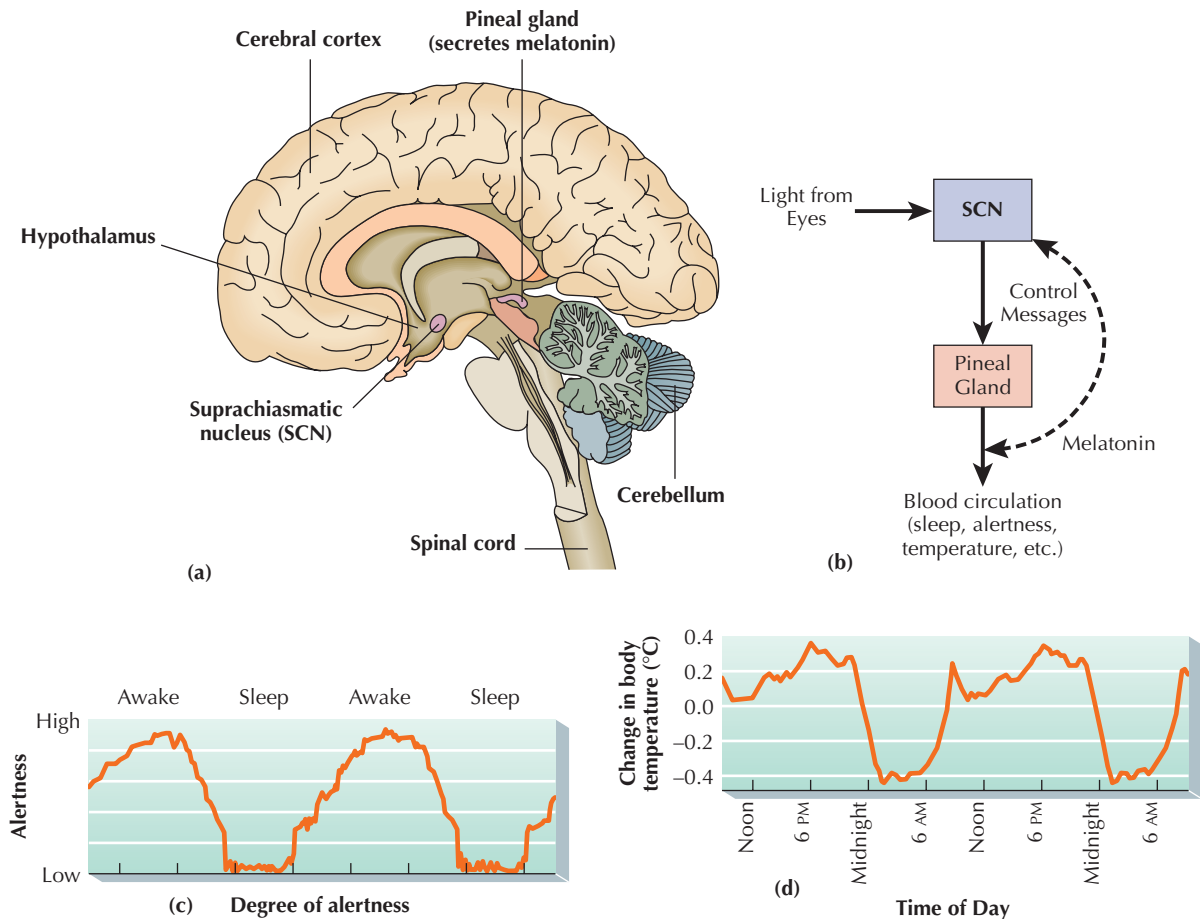 Pineal gland
(secretes melatonin)
Cerebral cortex
Hypothalamus
Suprachiasmatic
nucleus (SCN)
Cerebellum
Spinal cord
(a)
Light from
Eyes
SCN
Control
Messages
Pineal
Gland
Melatonin
Blood circulation
(sleep, alertness,
temperature, etc.)
(b)
Alertness
High
Low
Awake
Sleep
Awake
Sleep
(c)
Degree of alertness
Change in body
temperature (°C)
0.4
0.2
0.0
–0.2
–0.4
Noon
6 PM
Midnight
6 AM
Noon
6 PM
Midnight
6 AM
(d)
Time of Day